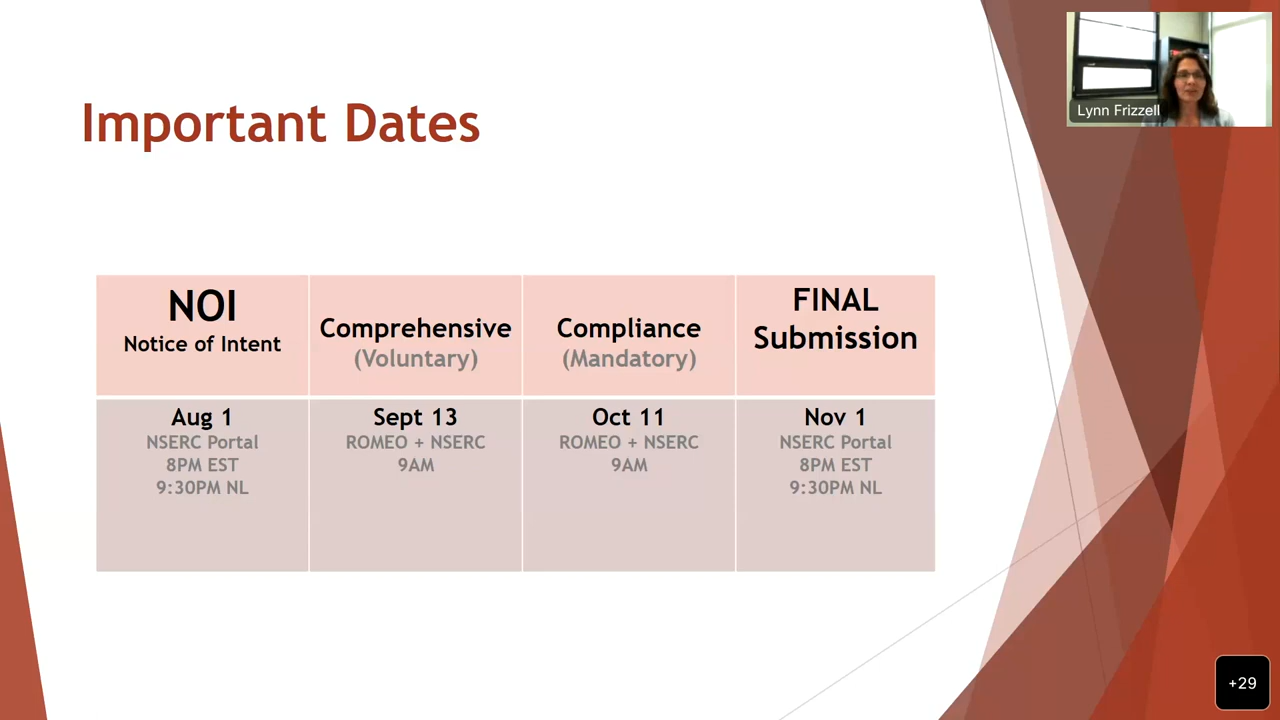 Lynn Frizzell
Important Dates
NOI
Notice of Intent
Comprehensive
(Voluntary)
Compliance
(Mandatory)
FINAL
Submission
Aug 1
NSERC Portal
8PM EST
9:30PM NL
Sept 13
ROMEO + NSERC
9AM
Oct 11
ROMEO + NSERC
9AM
Nov 1
NSERC Portal
8PM EST
9:30PM NL
+29